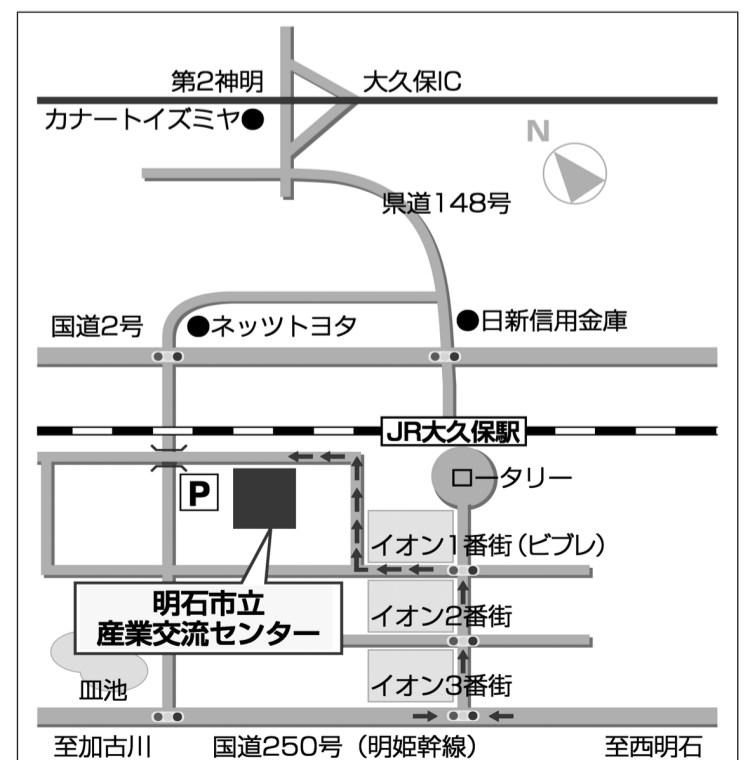 第2神明
大久保IC
カナートイズミヤ●
N
県道148号
国道2号
●ネッツトヨタ
●日新信用金庫
JR大久保駅
P
ロータリー
イオン1番街(ビブレ)
明石市立
産業交流センター
イオン2番街
皿池
イオン3番街
至加古川
国道250号(明姫幹線)
至西明石